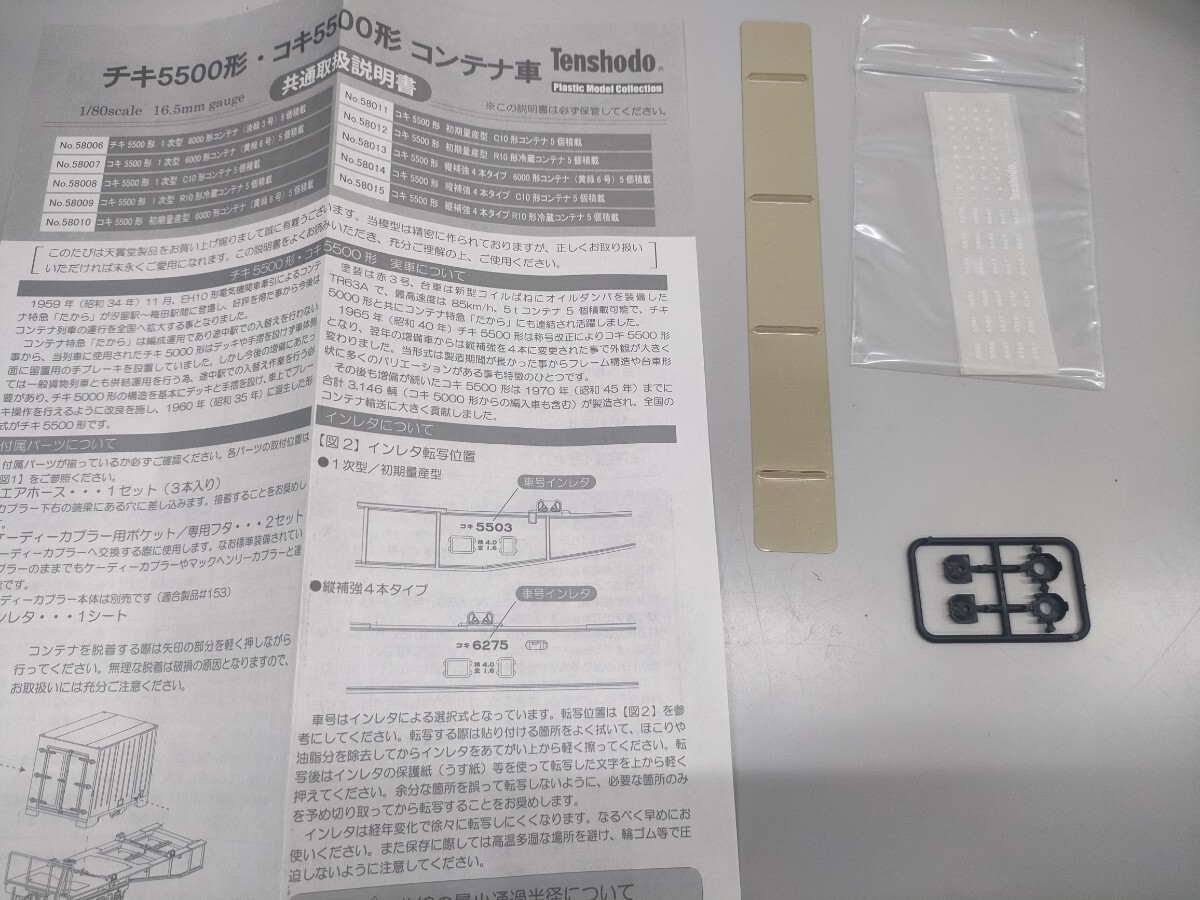 チキ5500形・コキ5500形 コンテナ車
Tenshodo
Plastic Model Collection
共通取扱説明書
1/80scale 16.5mm gauge
※この説明書は必ず保管してください。
No.58006 チキ5500形 1次型 6000形コンテナ（淡緑3号）5個積載
No.58007 コキ5500形 1次型 6000形コンテナ（黄緑6号）5個積載
No.58008 コキ5500形 1次型 C10形コンテナ5個積載
No.58009 コキ5500形 1次型 R10形冷蔵コンテナ5個積載
No.58010 コキ5500形 初期量産型 6000形コンテナ（黄緑6号）5個積載
No.58011 コキ5500形 初期量産型 C10形コンテナ5個積載
No.58012 コキ5500形 初期量産型 R10形冷蔵コンテナ5個積載
No.58013 コキ5500形 縦補強4本タイプ 6000形コンテナ（黄緑6号）5個積載
No.58014 コキ5500形 縦補強4本タイプ C10形コンテナ5個積載
No.58015 コキ5500形 縦補強4本タイプ R10形冷蔵コンテナ5個積載
このたびは天賞堂製品をお買い上げ賜りまして誠に有難うございます。当模型は精密に作られておりますが、正しくお取り扱い
いただければ末永くご愛用になれます。この説明書をよくお読みいただき、充分ご理解の上、ご使用ください。
チキ5500形・コキ5500形 実車について
1959年（昭和34年）11月、EH10形電気機関車牽引によるコンテ
ナ特急「たから」が汐留駅～梅田駅間に登場し、好評を得た事から今後は
コンテナ列車の運行を全国へ拡大する事となりました。
コンテナ特急「たから」は編成運用であり途中駅での入替えを行わない
事から、当列車に使用されたチキ5000形はデッキや手摺を設けず車体側
面に留置用の手ブレーキを設置していました。しかし今後の増備にあたっ
ては一般貨物列車とも併結運用を行う為、途中駅での入替え作業を行う必
要があり、チキ5000形の構造を基本にデッキと手摺を設け、車上でブレー
キ操作を行えるように改良を施し、1960年（昭和35年）に誕生した形
式がチキ5500形です。
塗装は赤3号、台車は新型コイルばねにオイルダンパを装備した
TR63Aで、最高速度は85km/h、5tコンテナ5個積載可能で、チキ
5000形と共にコンテナ特急「たから」にも連結され活躍しました。
1965年（昭和40年）チキ5500形は称号改正によりコキ5500形
となり、翌年の増備車からは縦補強を4本に変更された事で外観が大きく
変わりました。当形式は製造期間が長かった事からフレーム構造や台車形
状に多くのバリエーションがある事も特徴のひとつです。
その後も増備が続いたコキ5500形は1970年（昭和45年）までに
合計3,146輌（コキ5000形からの編入車も含む）が製造され、全国の
コンテナ輸送に大きく貢献しました。
付属パーツについて
付属パーツが揃っているか必ずご確認ください。各パーツの取付位置は
図1】をご参照ください。
エアホース・・・1セット（3本入り）
カプラー下右の端梁にある穴に差し込みます。接着することをお奨めし
す。
ケーディーカプラー用ポケット／専用フタ・・・2セット
ーディーカプラーへ交換する際に使用します。なお標準装備されてい
プラーのままでもケーディーカプラーやマックヘンリーカプラーと連
能です。
ディーカプラー本体は別売です（適合製品#153）
ンレタ・・・1シート
コンテナを脱着する際は矢印の部分を軽く押しながら
行ってください。無理な脱着は破損の原因となりますので、
お取扱いには充分ご注意ください。
インレタについて
【図2】インレタ転写位置
●1次型／初期量産型
車号インレタ
コキ5503
●縦補強4本タイプ
車号インレタ
コキ6275
車号はインレタによる選択式となっています。転写位置は【図2】を参
考にしてください。転写する際は貼り付ける箇所をよく拭いて、ほこりや
油脂分を除去してからインレタをあてがい上から軽く擦ってください。転
写後はインレタの保護紙（うす紙）等を使って転写した文字を上から軽く
押えてください。余分な箇所を誤って転写しないように、必要な箇所のみ
を予め切り取ってから転写することをお奨めします。
インレタは経年変化で徐々に転写しにくくなります。なるべく早めにお
使いください。また保存に際しては高温多湿な場所を避け、輪ゴム等で圧
迫しないように注意してください。
の最小通過半径について
Tenshodo